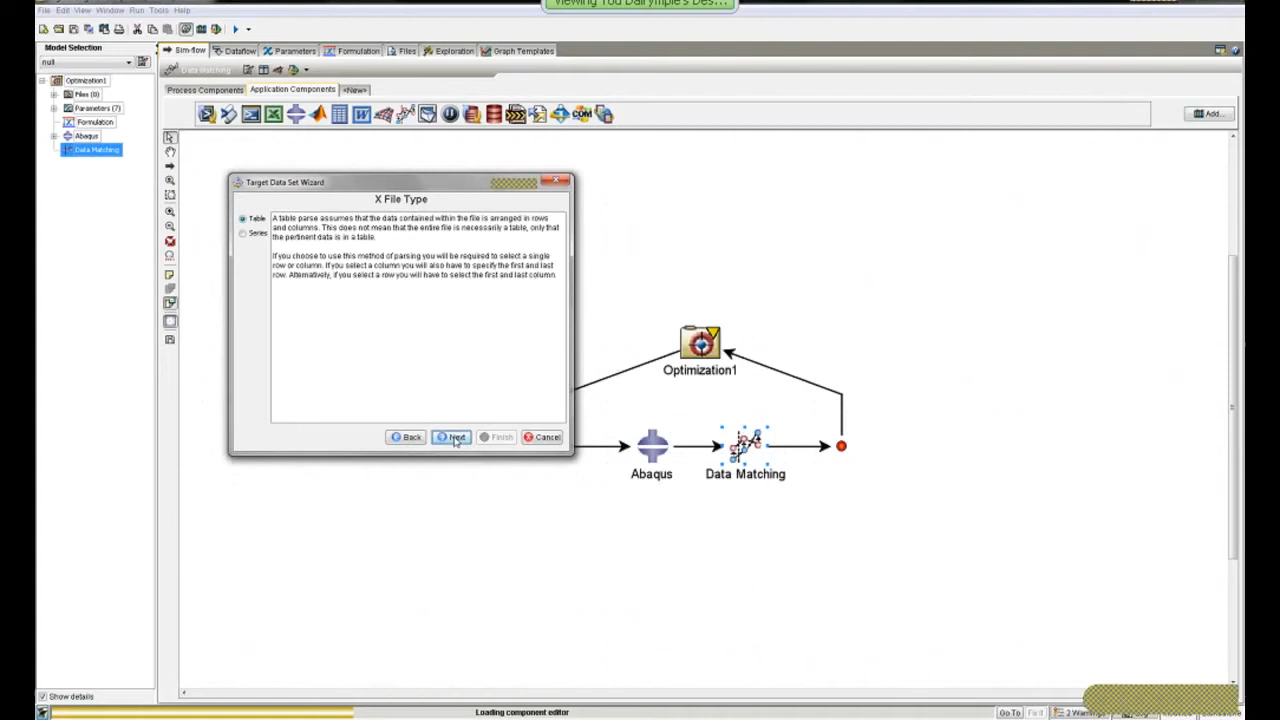 File Edit View Window Run Tools Help
Model Selection
null
Optimization1
Files (0)
Parameters (7)
Formulation
Abaqus
Data Matching
Sim-flow Dataflow Parameters Formulation Files Exploration Graph Templates
Data Matching
Process Components Application Components <New>
COM
Add...
Target Data Set Wizard
X File Type
Table
Series
A table parse assumes that the data contained within the file is arranged in rows
and columns. This does not mean that the entire file is necessarily a table, only that
the pertinent data is in a table.
If you choose to use this method of parsing you will be required to select a single
row or column. If you select a column you will also have to specify the first and last
row. Alternatively, if you select a row you will have to select the first and last column.
Back Next Finish Cancel
Optimization1
Abaqus
Data Matching
Show details
Loading component editor
Go To Fix It 2 Warnings